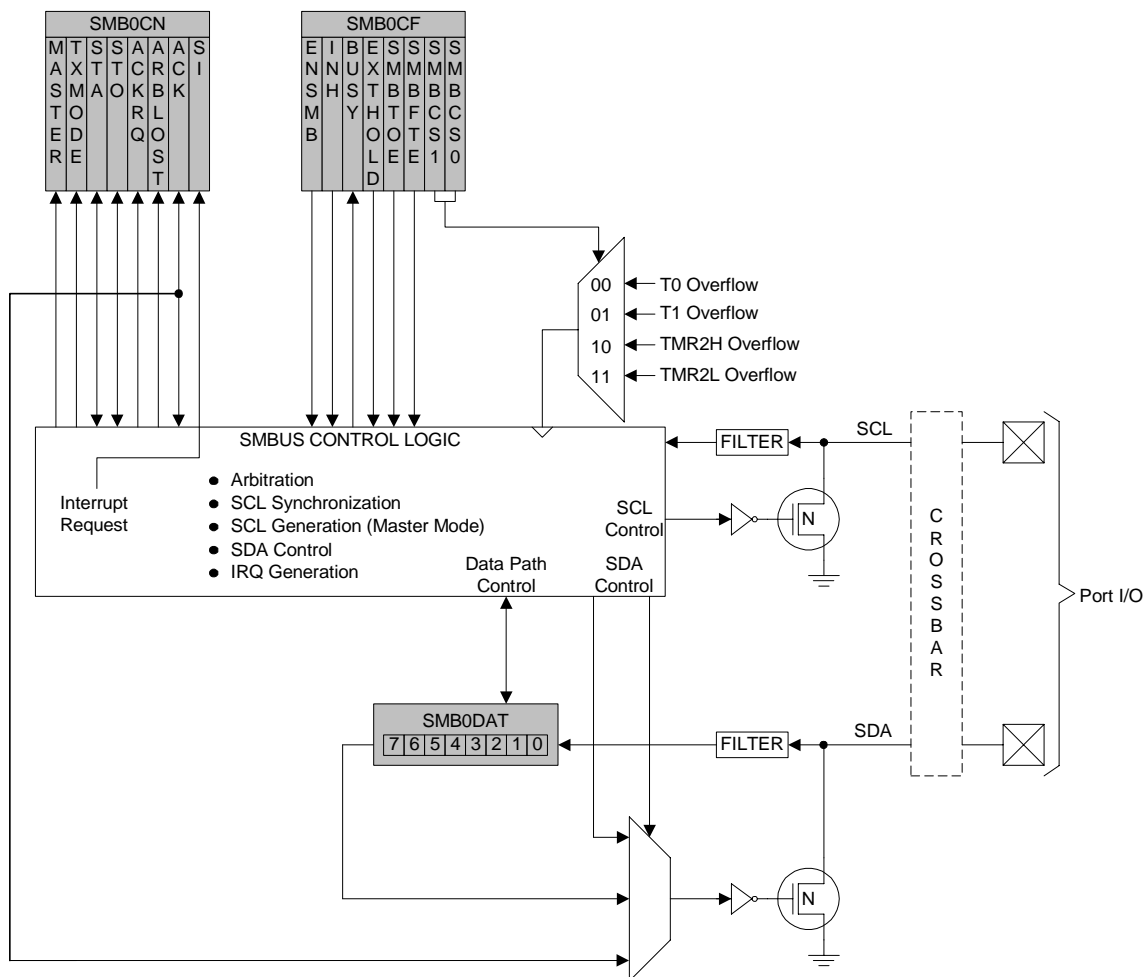 SMB0CN
MASTER
TXMODE
STA
STO
ACKRQ
ARBLOST
ACK
SI
SMB0CF
ENSMB
INH
BUSY
EXTHOLD
SMBTOE
SMBFTE
SMBCS1
SMBCS0
00
T0 Overflow
01
T1 Overflow
10
TMR2H Overflow
11
TMR2L Overflow
SMBUS CONTROL LOGIC
Arbitration
SCL Synchronization
SCL Generation (Master Mode)
SDA Control
IRQ Generation
Interrupt
Request
SCL
Control
Data Path
Control
SDA
Control
FILTER
SCL
N
CROSSBAR
Port I/O
SMB0DAT
7 6 5 4 3 2 1 0
FILTER
SDA
N